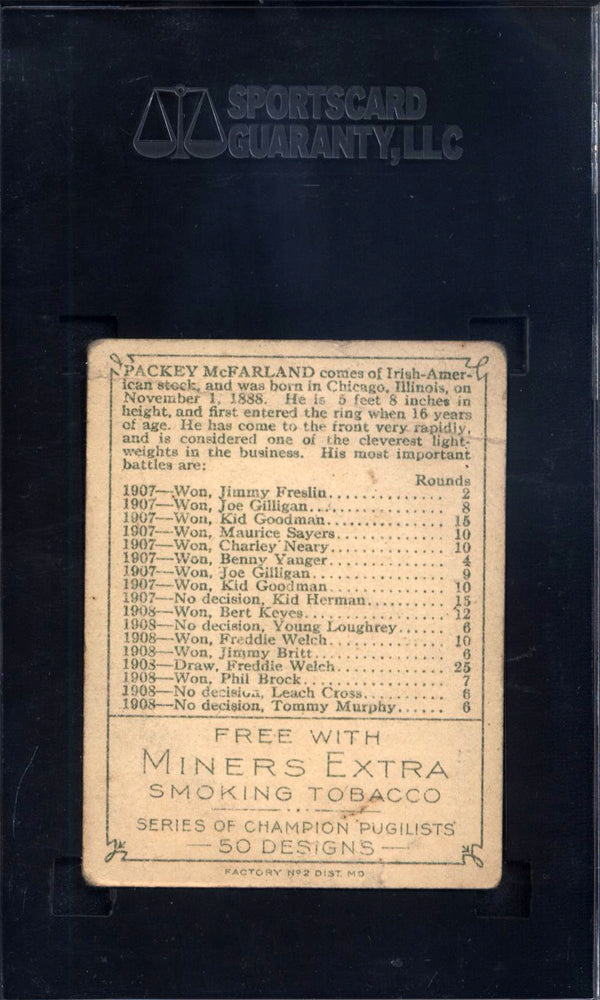 SPORTSCARD
GUARANTY, LLC
PACKEY McFARLAND comes of Irish-Amer-
ican stock, and was born in Chicago, Illinois, on
November 1, 1888. He is 5 feet 8 inches in
height, and first entered the ring when 16 years
of age. He has come to the front very rapidly,
and is considered one of the cleverest light-
weights in the business. His most important
battles are:
Rounds
1907—Won, Jimmy Freslin.............. 2
1907—Won, Joe Gilligan................ 8
1907—Won, Kid Goodman.............. 15
1907—Won, Maurice Sayers............. 10
1907—Won, Charley Neary.............. 10
1907—Won, Benny Yanger.............. 4
1907—Won, Joe Gilligan................ 9
1907—Won, Kid Goodman.............. 10
1907—No decision, Kid Herman......... 15
1908—Won, Bert Keyes................. 12
1908—No decision, Young Loughrey...... 6
1908—Won, Freddie Welch.............. 10
1908—Won, Jimmy Britt................ 6
1908—Draw, Freddie Welch............. 25
1908—Won, Phil Brock................. 7
1908—No decision, Leach Cross.......... 6
1908—No decision, Tommy Murphy...... 6
FREE WITH
MINERS EXTRA
SMOKING TOBACCO
SERIES OF CHAMPION PUGILISTS
—50 DESIGNS—
FACTORY Nº2 DIST. MD